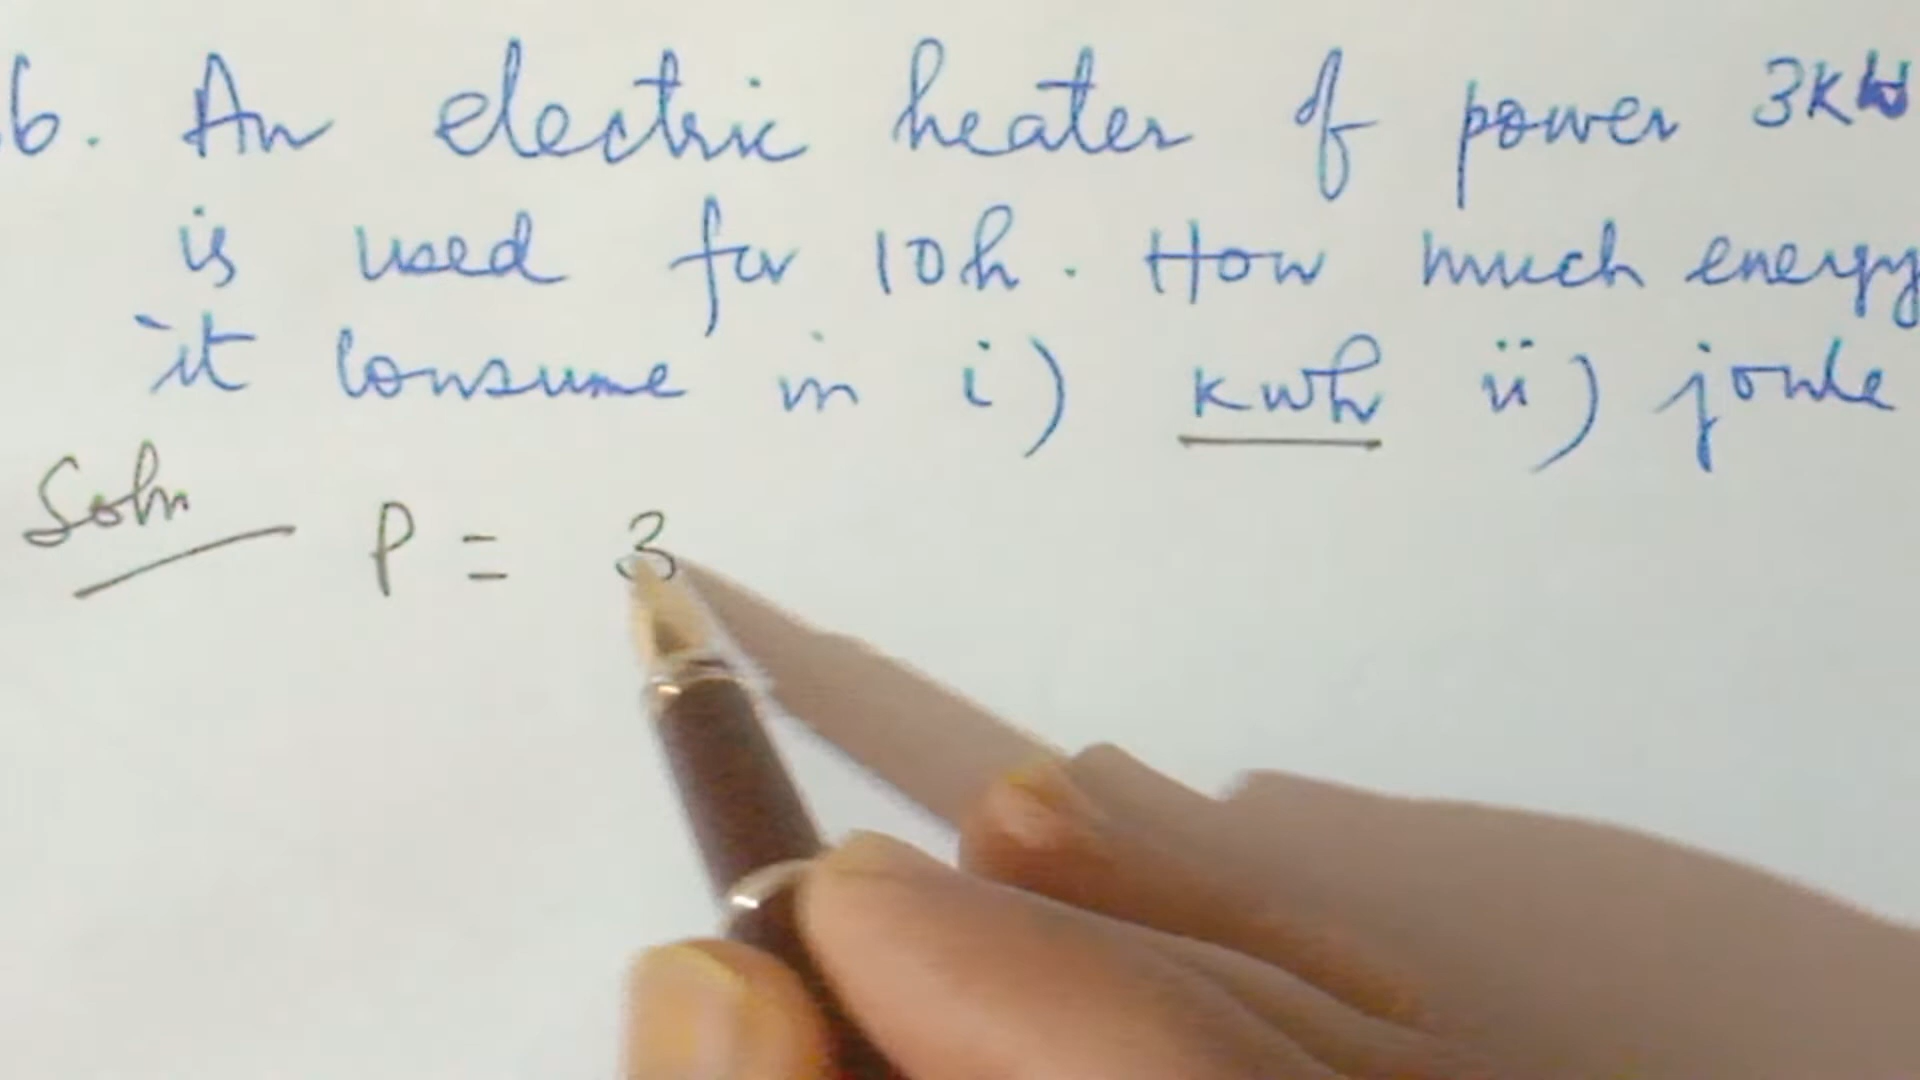 6. An electric heater of power 3kW
is used for 10h. How much energy
it consume in i) kwh ii) joule
Soln P = 3